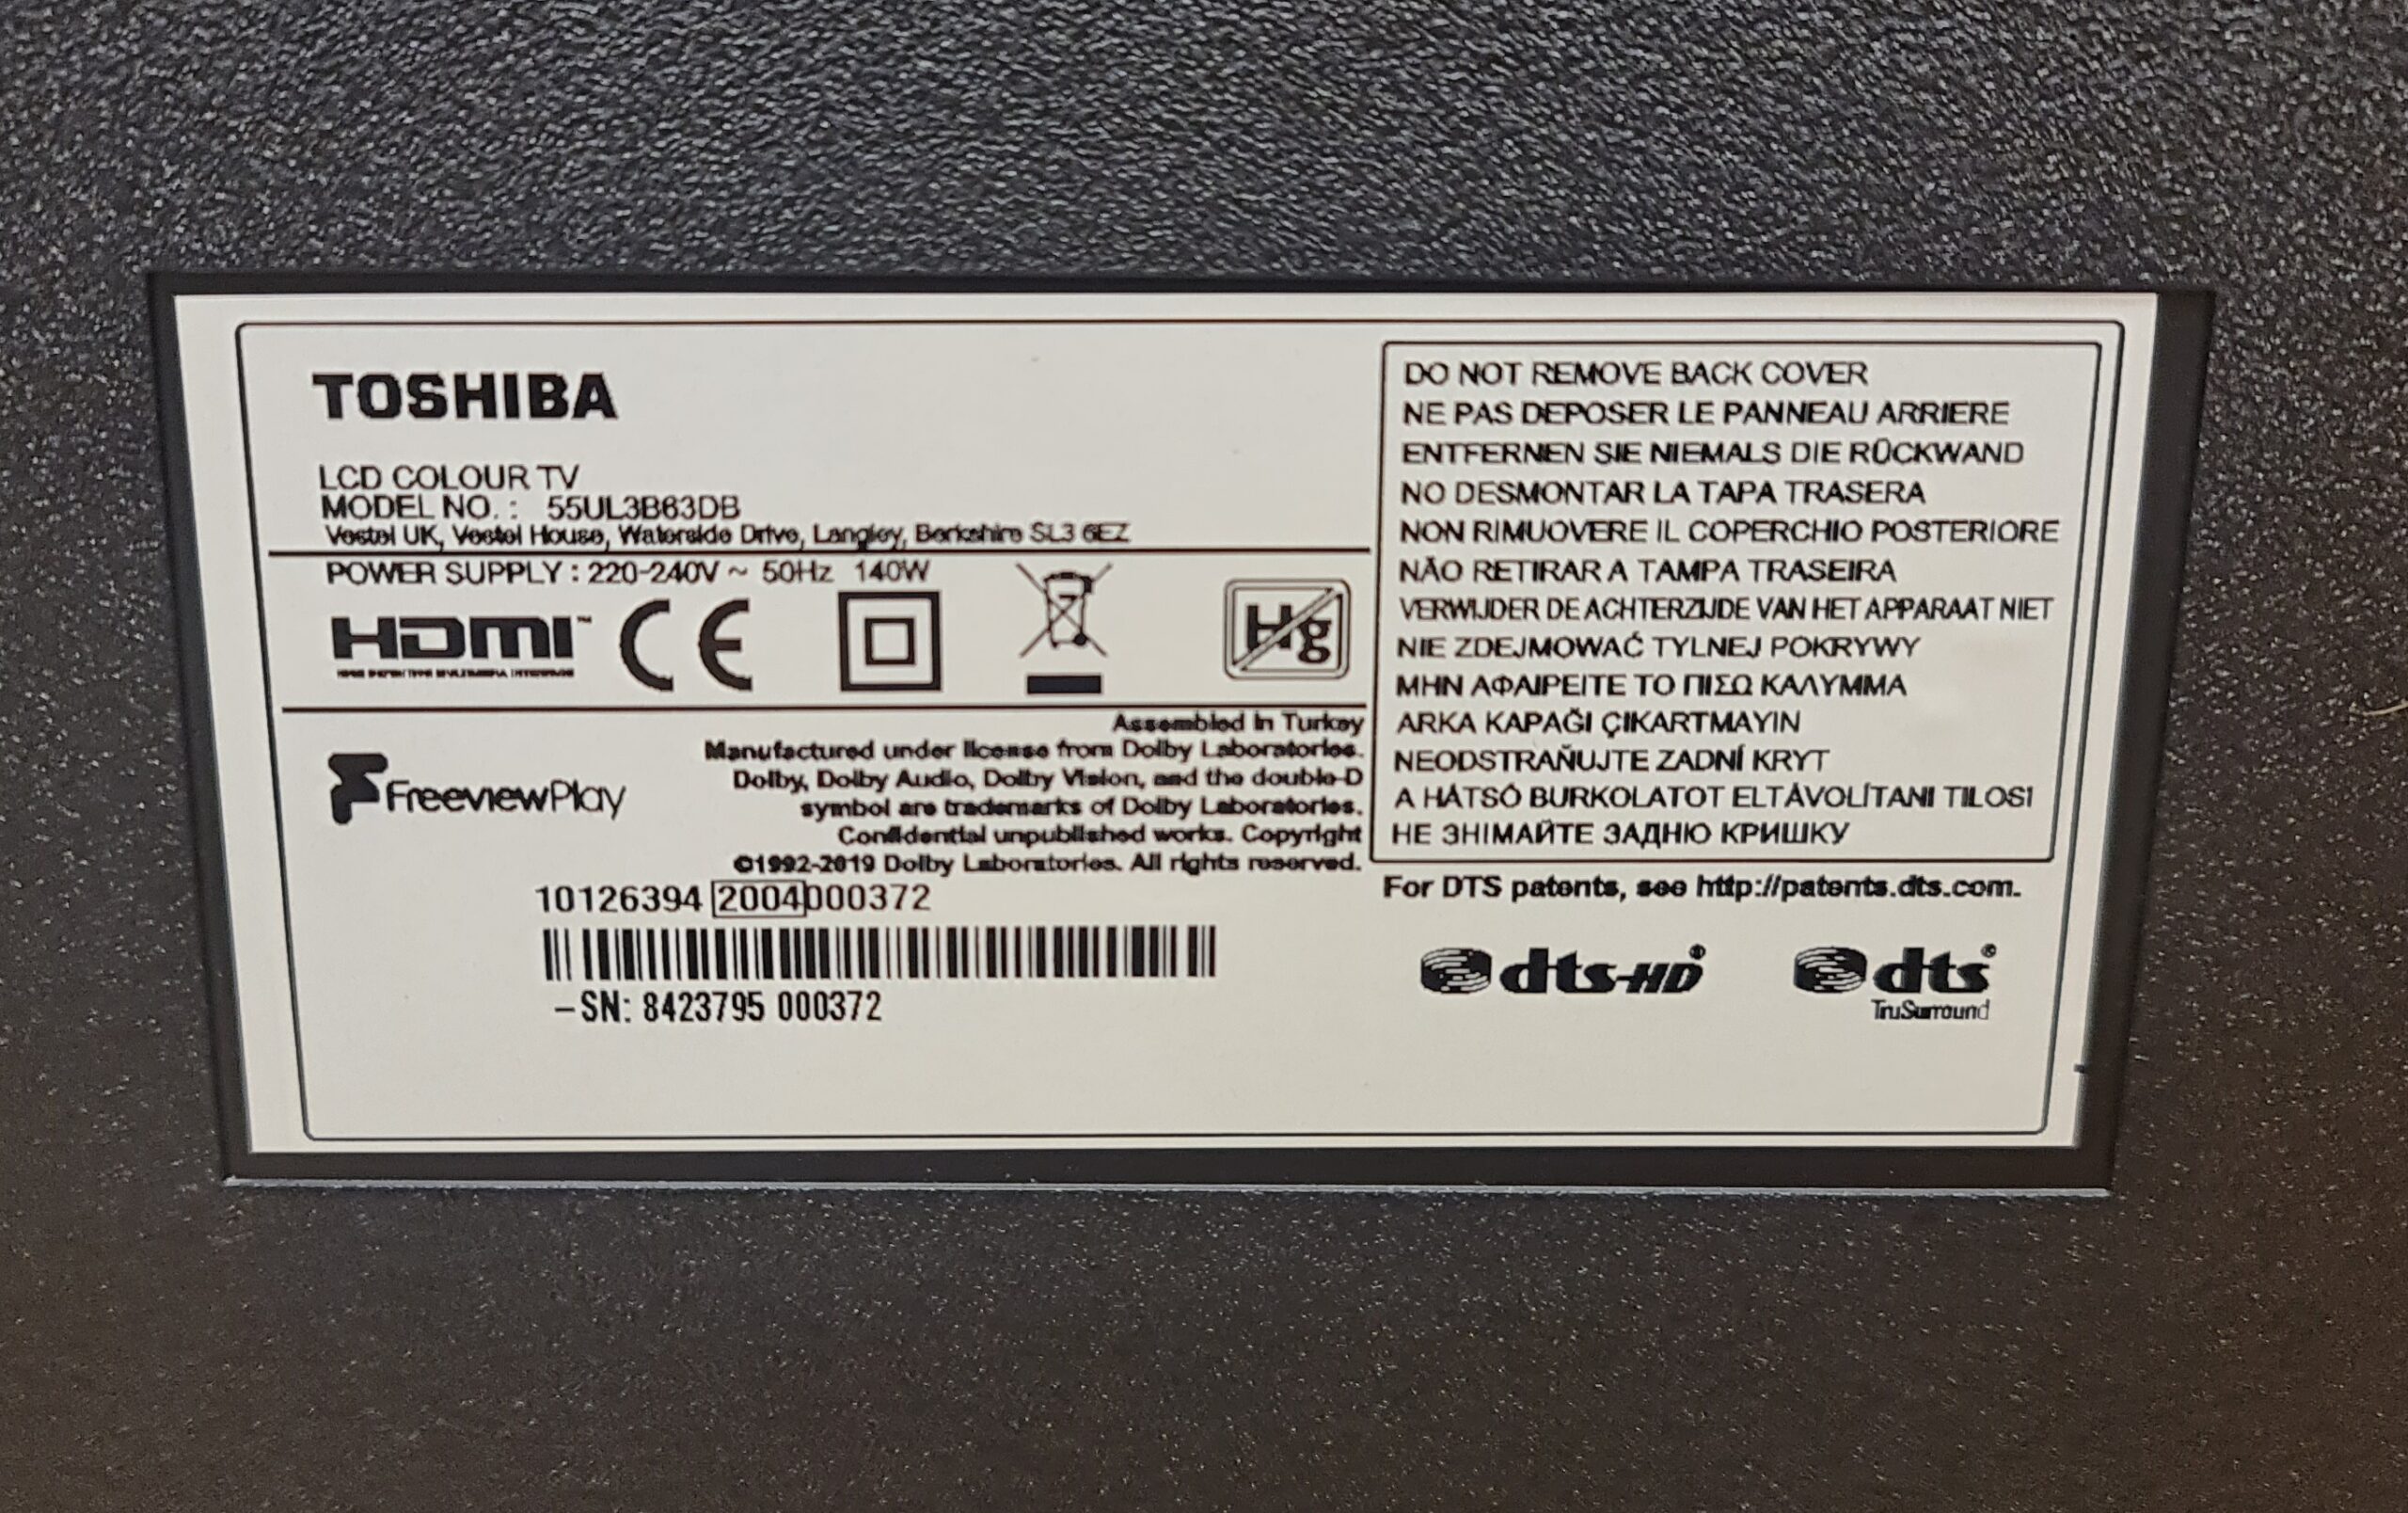 TOSHIBA
LCD COLOUR TV
MODEL NO. : 55UL3B63DB
Vestel UK, Vestel House, Waterside Drive, Langley, Berkshire SL3 6EZ
POWER SUPPLY : 220-240V ~ 50Hz 140W
HDMI™
HIGH-DEFINITION MULTIMEDIA INTERFACE
CE
Hg
Assembled in Turkey
FreeviewPlay
Manufactured under license from Dolby Laboratories.
Dolby, Dolby Audio, Dolby Vision, and the double-D
symbol are trademarks of Dolby Laboratories.
Confidential unpublished works. Copyright
©1992-2019 Dolby Laboratories. All rights reserved.
10126394 2004000372
–SN: 8423795 000372
DO NOT REMOVE BACK COVER
NE PAS DEPOSER LE PANNEAU ARRIERE
ENTFERNEN SIE NIEMALS DIE RÜCKWAND
NO DESMONTAR LA TAPA TRASERA
NON RIMUOVERE IL COPERCHIO POSTERIORE
NÃO RETIRAR A TAMPA TRASEIRA
VERWIJDER DE ACHTERZIJDE VAN HET APPARAAT NIET
NIE ZDEJMOWAĆ TYLNEJ POKRYWY
ΜΗΝ ΑΦΑΙΡΕΙΤΕ ΤΟ ΠΙΣΩ ΚΑΛΥΜΜΑ
ARKA KAPAĞI ÇIKARTMAYIN
NEODSTRAŇUJTE ZADNÍ KRYT
A HÁTSÓ BURKOLATOT ELTÁVOLÍTANI TILOS!
НЕ ЗНІМАЙТЕ ЗАДНЮ КРИШКУ
For DTS patents, see http://patents.dts.com.
dts-HD®
dts®
TruSurround